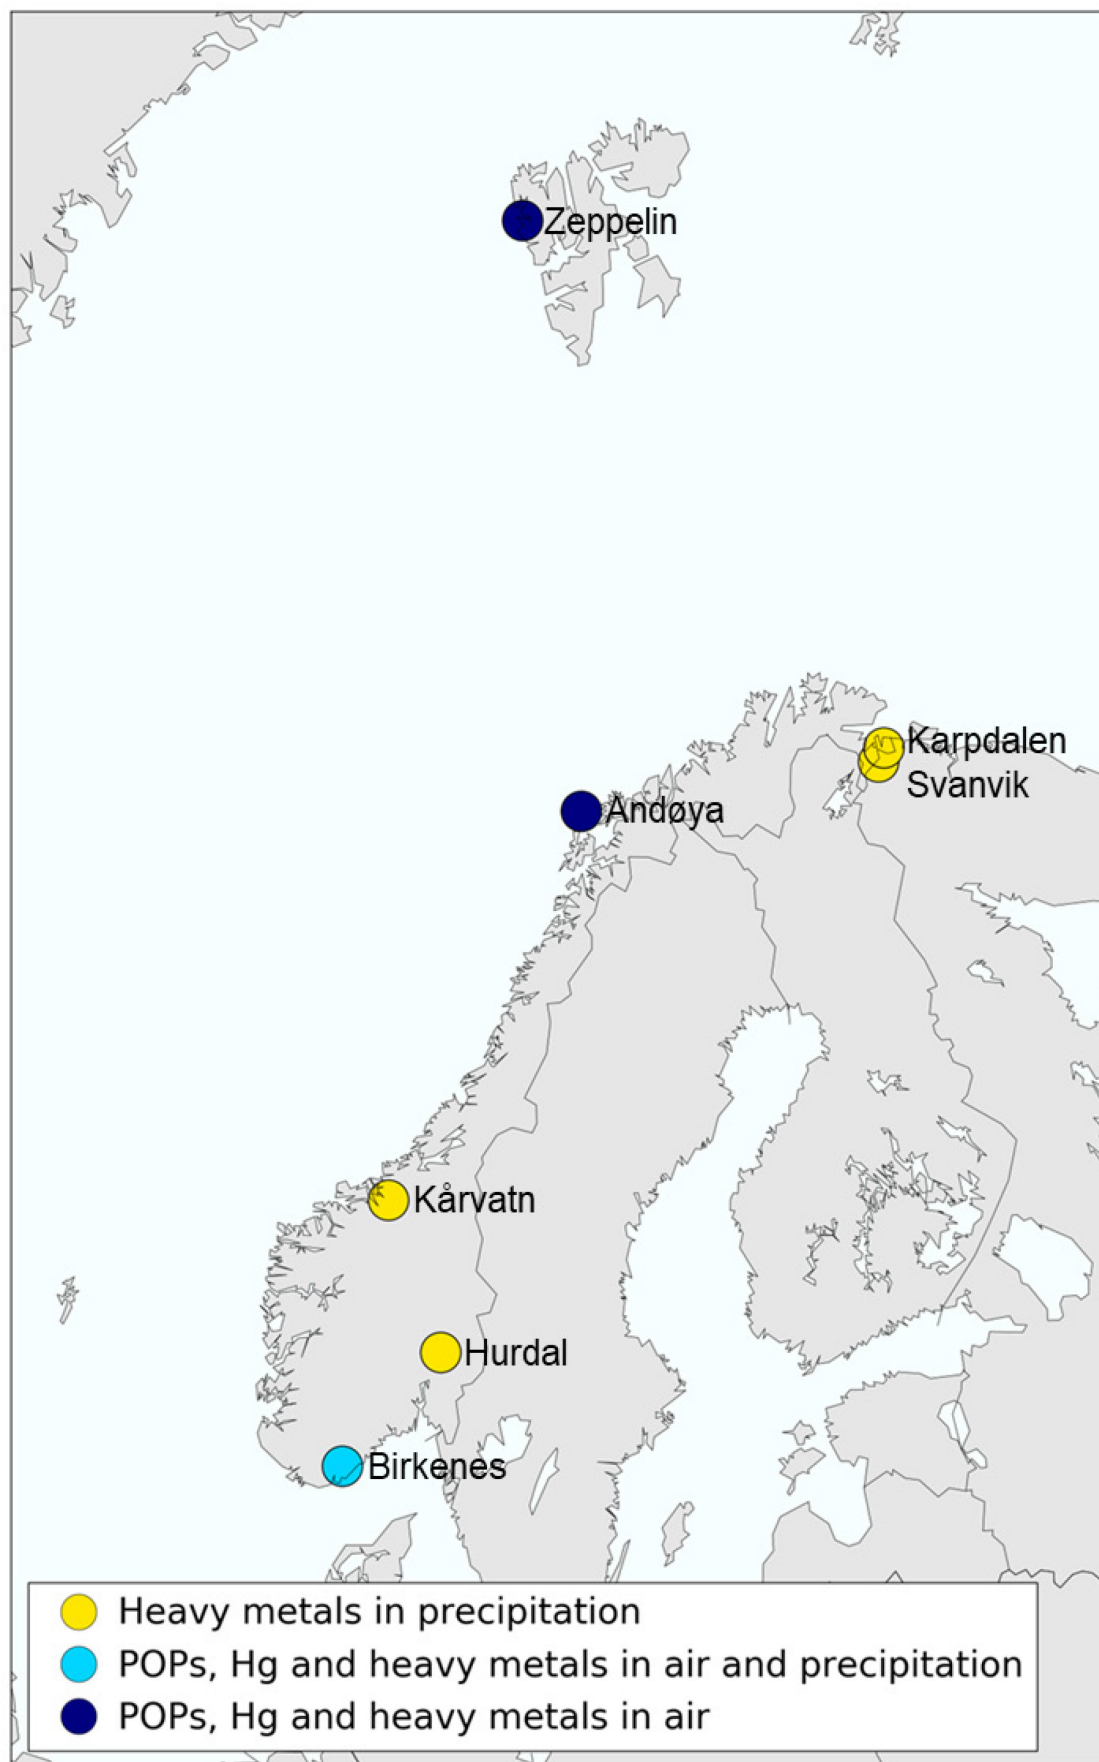 Zeppelin
Karpdalen
Svanvik
Andøya
Kårvatn
Hurdal
Birkenes
Heavy metals in precipitation
POPs, Hg and heavy metals in air and precipitation
POPs, Hg and heavy metals in air